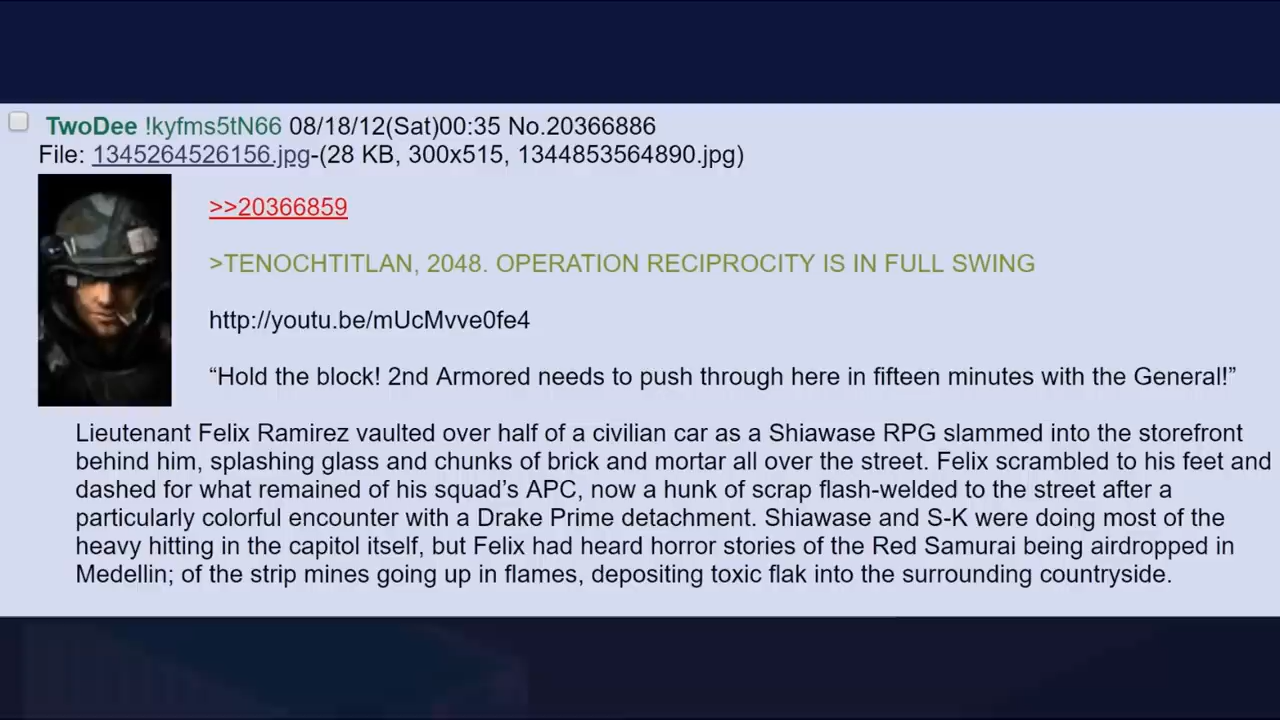 TwoDee !kyfms5tN66 08/18/12(Sat)00:35 No.20366886
File: 1345264526156.jpg-(28 KB, 300x515, 1344853564890.jpg)
>>20366859
>TENOCHTITLAN, 2048. OPERATION RECIPROCITY IS IN FULL SWING
http://youtu.be/mUcMvve0fe4
“Hold the block! 2nd Armored needs to push through here in fifteen minutes with the General!”
Lieutenant Felix Ramirez vaulted over half of a civilian car as a Shiawase RPG slammed into the storefront
behind him, splashing glass and chunks of brick and mortar all over the street. Felix scrambled to his feet and
dashed for what remained of his squad’s APC, now a hunk of scrap flash-welded to the street after a
particularly colorful encounter with a Drake Prime detachment. Shiawase and S-K were doing most of the
heavy hitting in the capitol itself, but Felix had heard horror stories of the Red Samurai being airdropped in
Medellin; of the strip mines going up in flames, depositing toxic flak into the surrounding countryside.